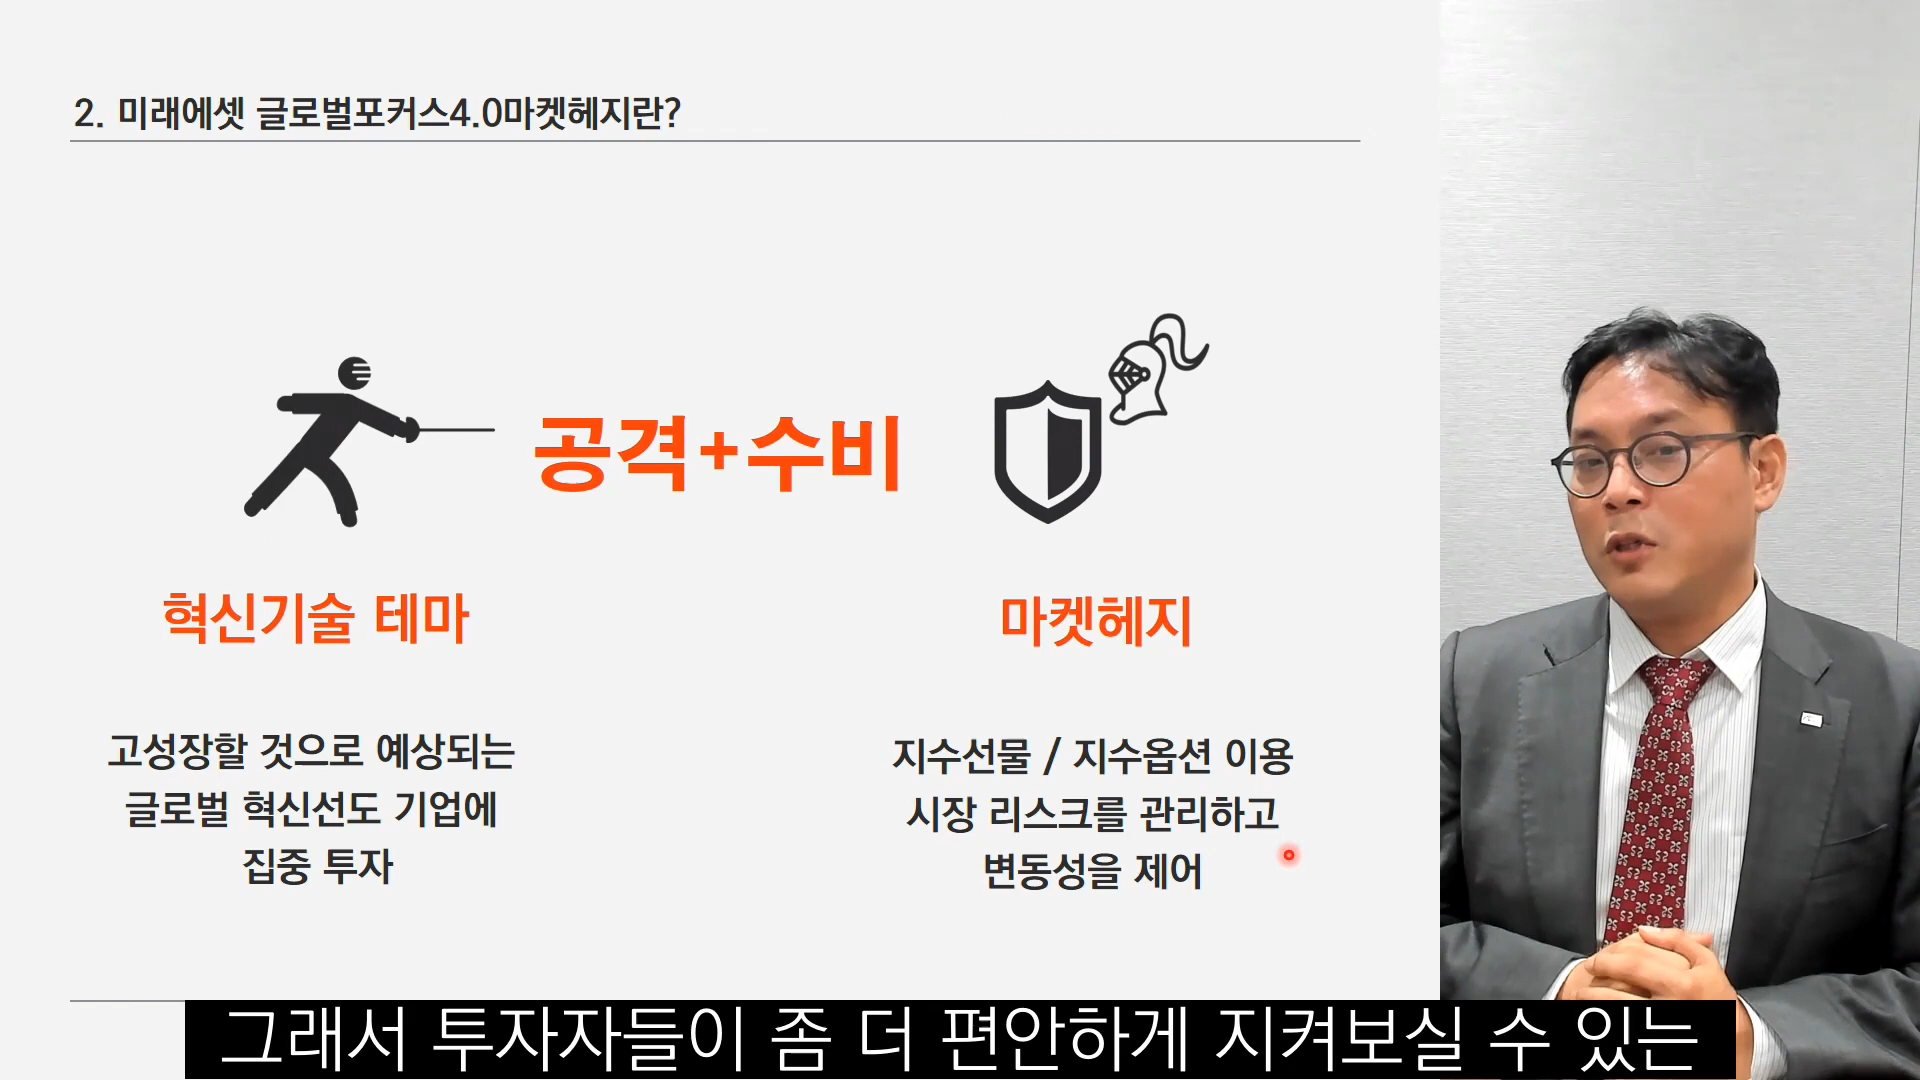 2. 미래에셋 글로벌포커스4.0마켓헤지란?
공격+수비
혁신기술 테마
고성장할 것으로 예상되는
글로벌 혁신선도 기업에
집중 투자
마켓헤지
지수선물 / 지수옵션 이용
시장 리스크를 관리하고
변동성을 제어
그래서 투자자들이 좀 더 편안하게 지켜보실 수 있는